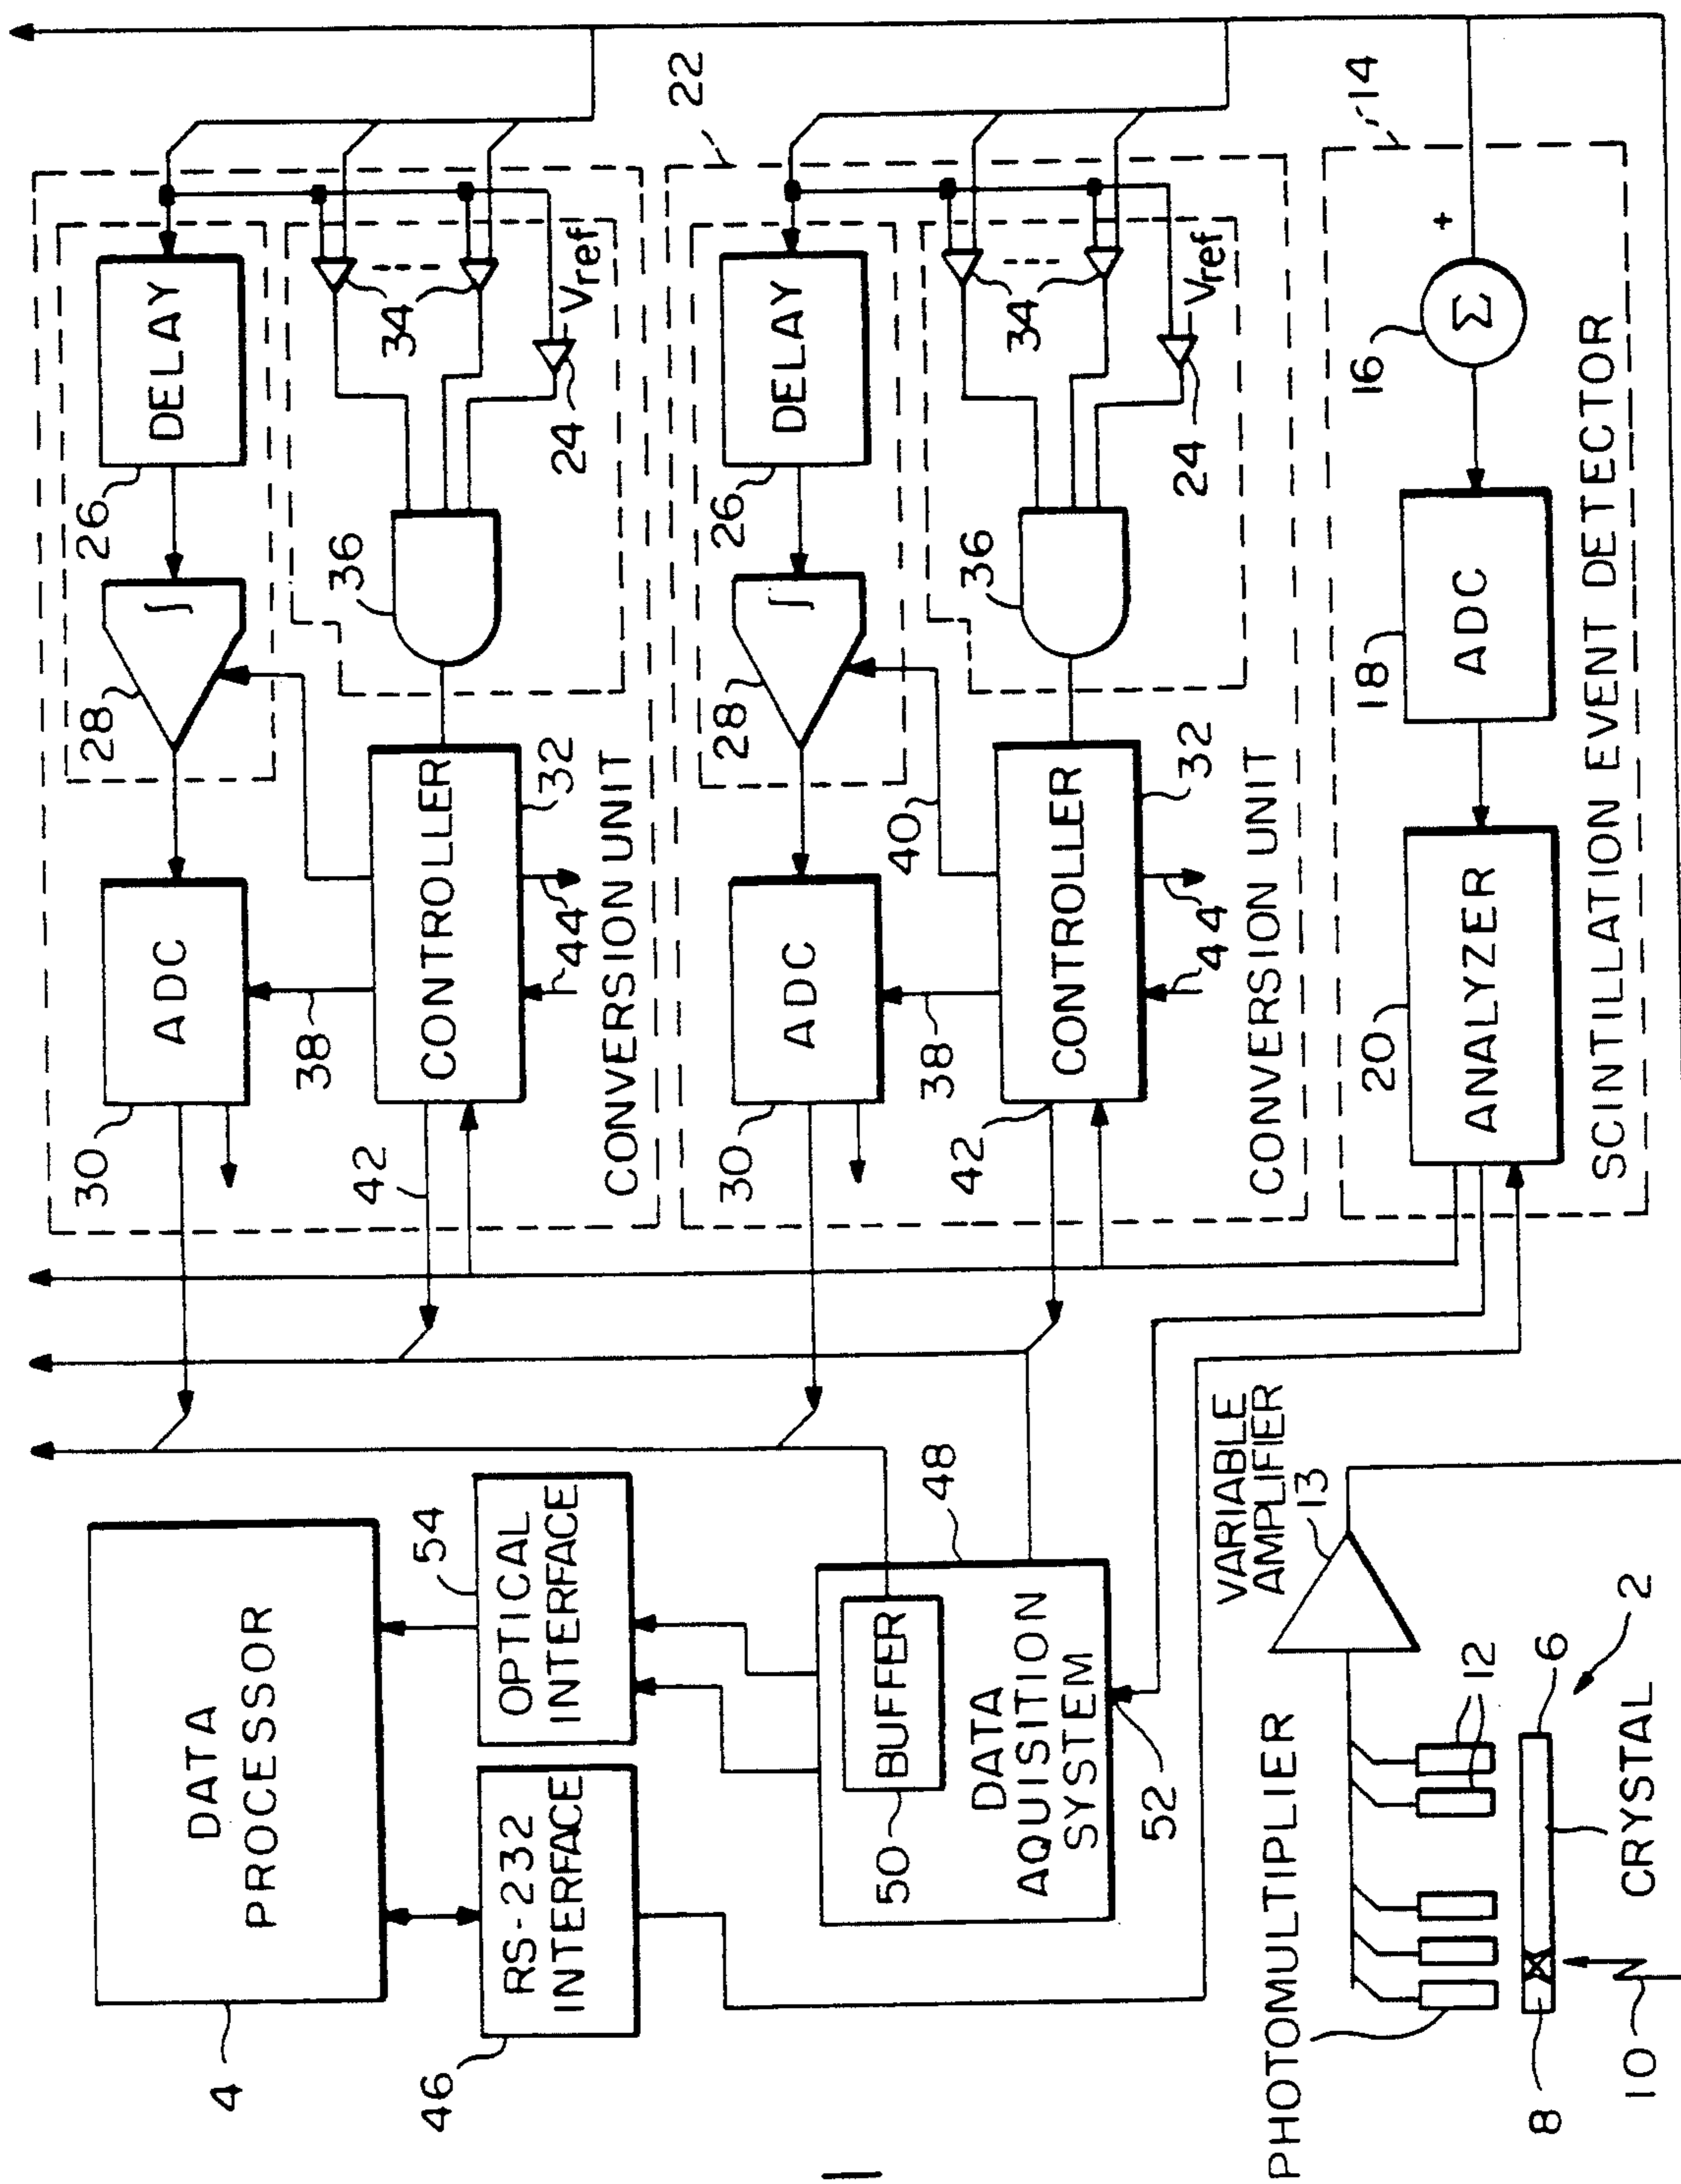 DATA
PROCESSOR
4
RS-232
INTERFACE
46
OPTICAL
INTERFACE
54
BUFFER
50
DATA
AQUISITION
SYSTEM
48
52
VARIABLE
AMPLIFIER
13
PHOTOMULTIPLIER
12
6
2
CRYSTAL
8
10
30
ADC
28
∫
26
DELAY
38
42
CONTROLLER
32
44
36
34
Vref
24
CONVERSION UNIT
22
30
ADC
28
∫
26
DELAY
38
40
42
CONTROLLER
32
44
36
34
Vref
24
CONVERSION UNIT
14
20
ANALYZER
18
ADC
16
Σ
+
SCINTILLATION EVENT DETECTOR
1